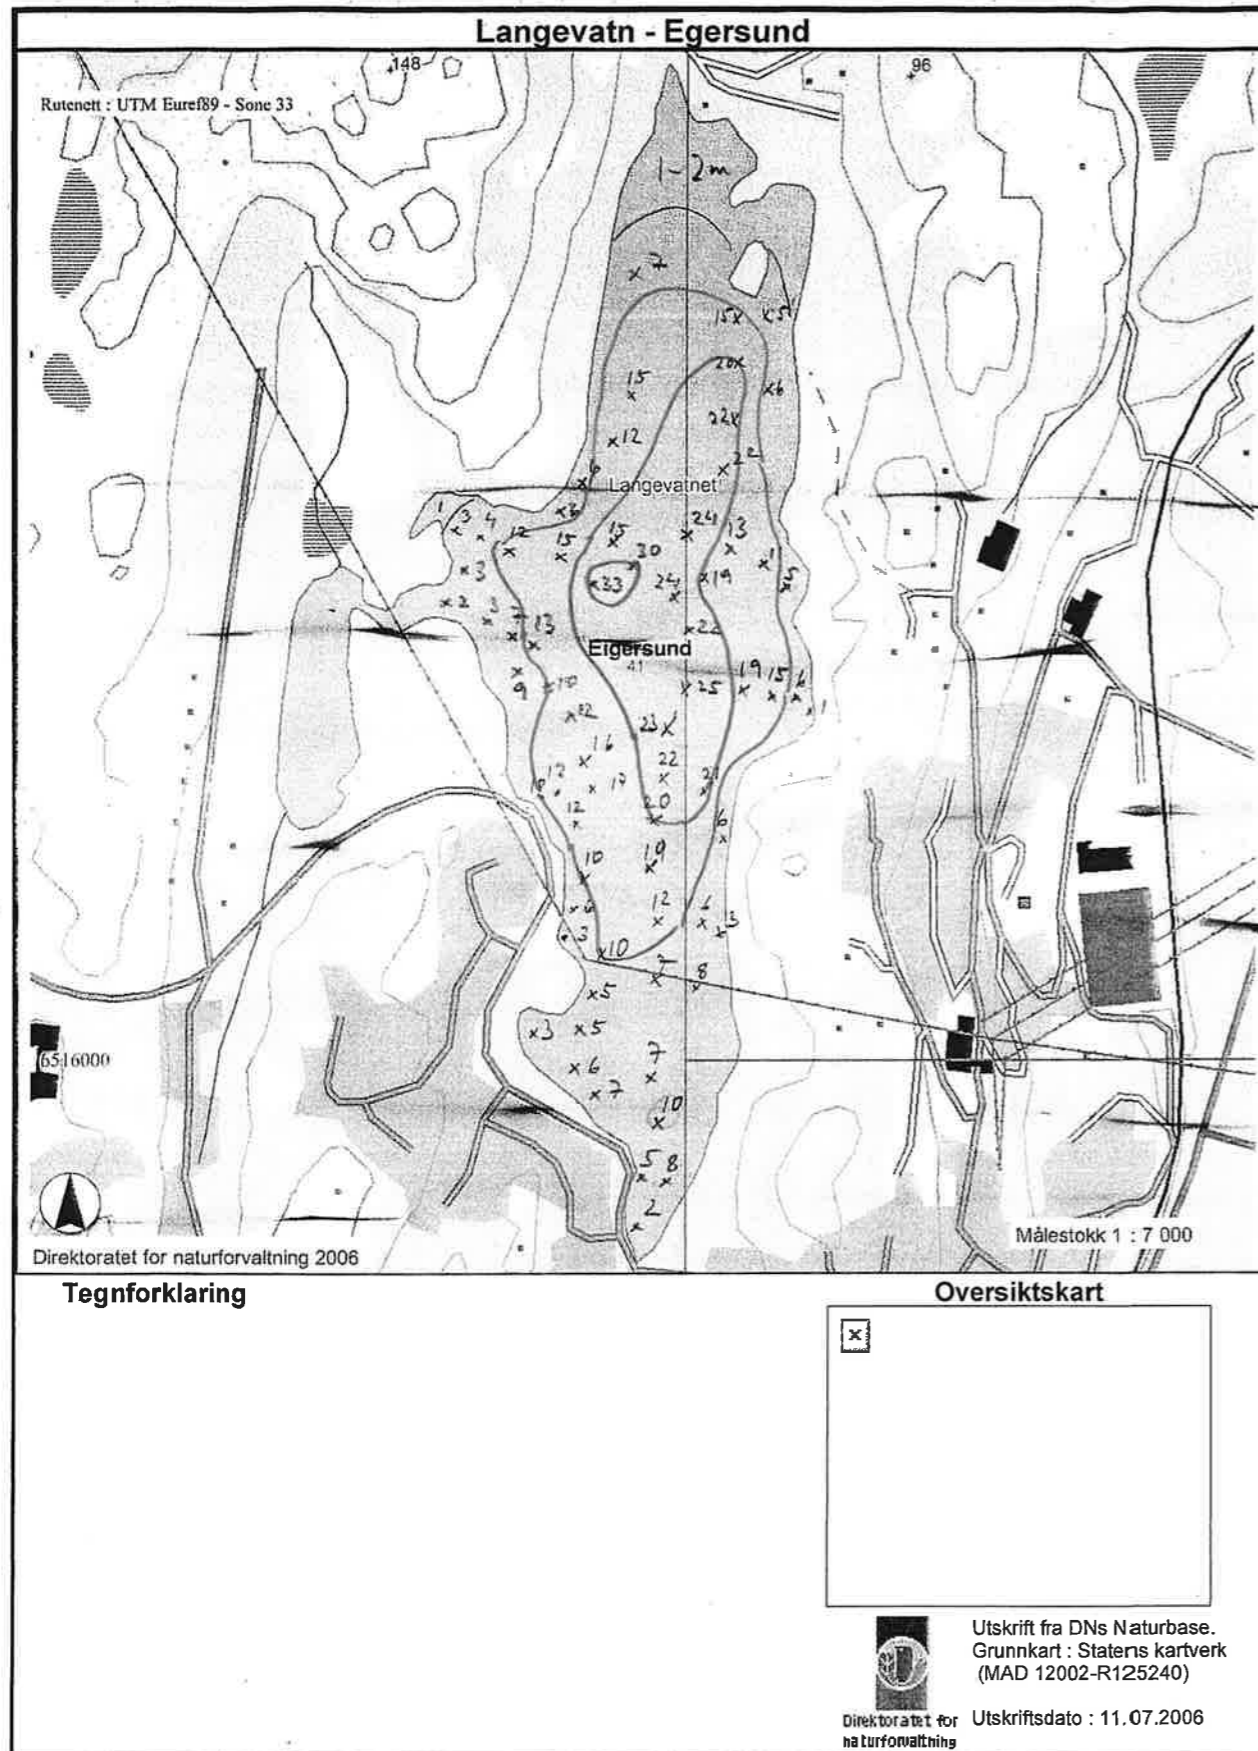 Langevatn - Egersund
148
96
Rutenett : UTM Euref89 - Sone 33
1-2 m
7
15 5
20
15 6
22
12
22
6
Langevatnet
1 3 4 3
12 15 15 24 13
30 11
3 33 24 19 5
2 3 7 13 22
Eigersund
41
9 10 25 19 15 6 1
12 23
16 22
17 17 21
10 20
12 6
10 19
6 12 6
3 10 13
7 8
5
3 5
7
6516000
6
7
10
5 8
2
Målestokk 1 : 7 000
Direktoratet for naturforvaltning 2006
Tegnforklaring
Oversiktskart
x
Utskrift fra DNs Naturbase.
Grunnkart : Statens kartverk
(MAD 12002-R125240)
Direktoratet for
naturforvaltning
Utskriftsdato : 11.07.2006